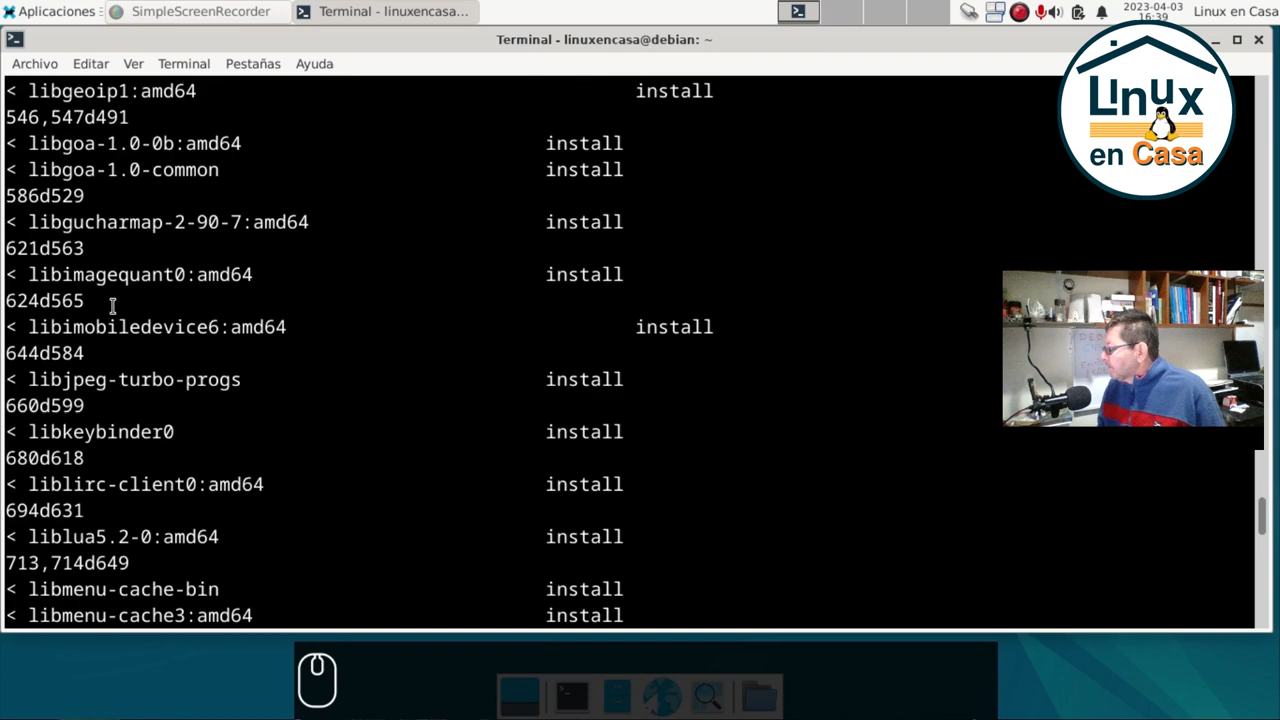 Aplicaciones
SimpleScreenRecorder
Terminal - linuxencasa...
2023-04-03
16:39
Linux en Casa
Terminal - linuxencasa@debian: ~
Archivo Editar Ver Terminal Pestañas Ayuda
Linux
en Casa
< libgeoip1:amd64 install
546,547d491
< libgoa-1.0-0b:amd64 install
< libgoa-1.0-common install
586d529
< libgucharmap-2-90-7:amd64 install
621d563
< libimagequant0:amd64 install
624d565
< libimobiledevice6:amd64 install
644d584
< libjpeg-turbo-progs install
660d599
< libkeybinder0 install
680d618
< liblirc-client0:amd64 install
694d631
< liblua5.2-0:amd64 install
713,714d649
< libmenu-cache-bin install
< libmenu-cache3:amd64 install